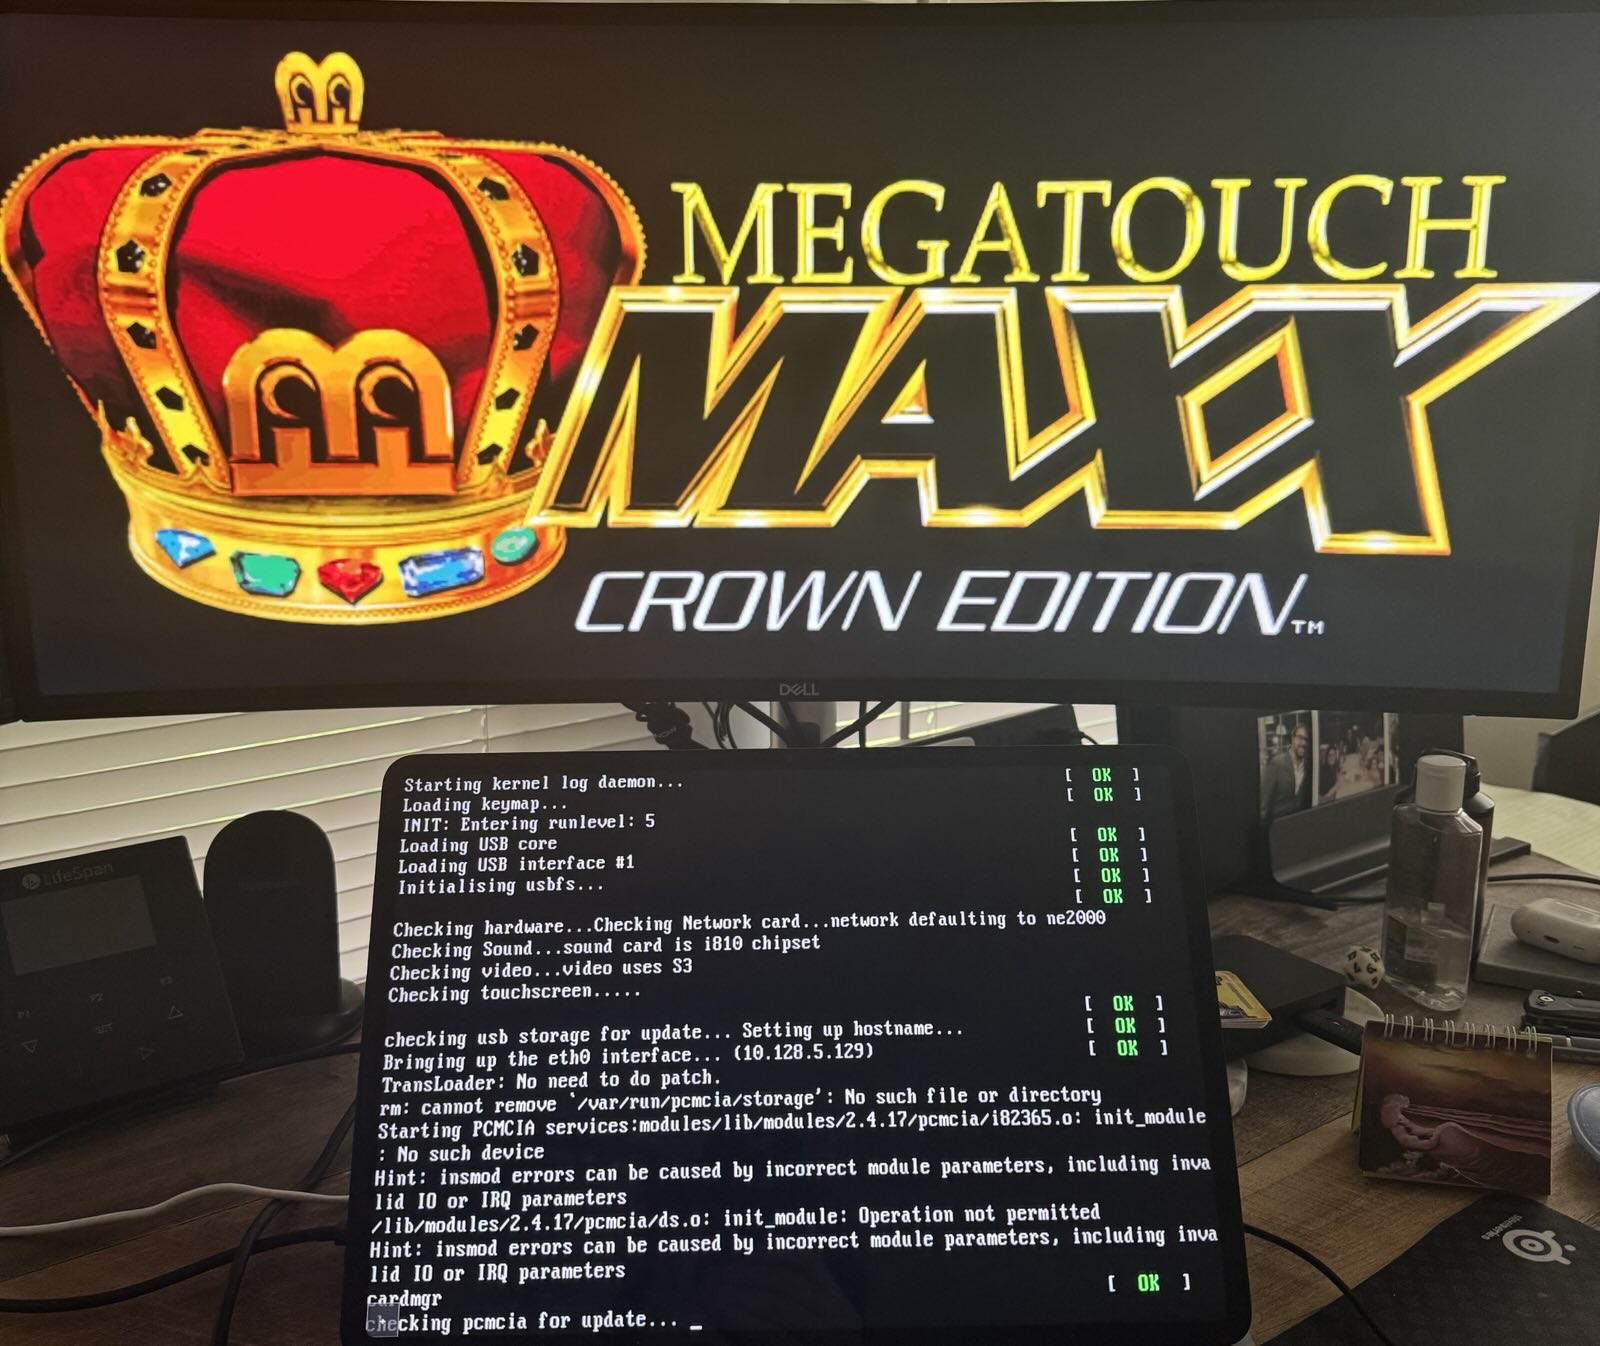 MEGATOUCH
MAXX
CROWN EDITION™
DELL
LifeSpan
Starting kernel log daemon... [ OK ]
Loading keymap... [ OK ]
INIT: Entering runlevel: 5
Loading USB core [ OK ]
Loading USB interface #1 [ OK ]
Initialising usbfs... [ OK ]
[ OK ]
Checking hardware...Checking Network card...network defaulting to ne2000
Checking Sound...sound card is i810 chipset
Checking video...video uses S3
Checking touchscreen.....
[ OK ]
checking usb storage for update... Setting up hostname... [ OK ]
Bringing up the eth0 interface... (10.128.5.129) [ OK ]
TransLoader: No need to do patch.
rm: cannot remove `/var/run/pcmcia/storage': No such file or directory
Starting PCMCIA services:modules/lib/modules/2.4.17/pcmcia/i82365.o: init_module
: No such device
Hint: insmod errors can be caused by incorrect module parameters, including inva
lid IO or IRQ parameters
/lib/modules/2.4.17/pcmcia/ds.o: init_module: Operation not permitted
Hint: insmod errors can be caused by incorrect module parameters, including inva
lid IO or IRQ parameters
cardmgr [ OK ]
checking pcmcia for update... _
steelseries